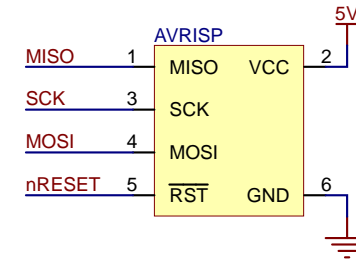 5V
AVRISP
MISO 1 MISO VCC 2
SCK 3 SCK
MOSI 4 MOSI
nRESET 5 RST GND 6